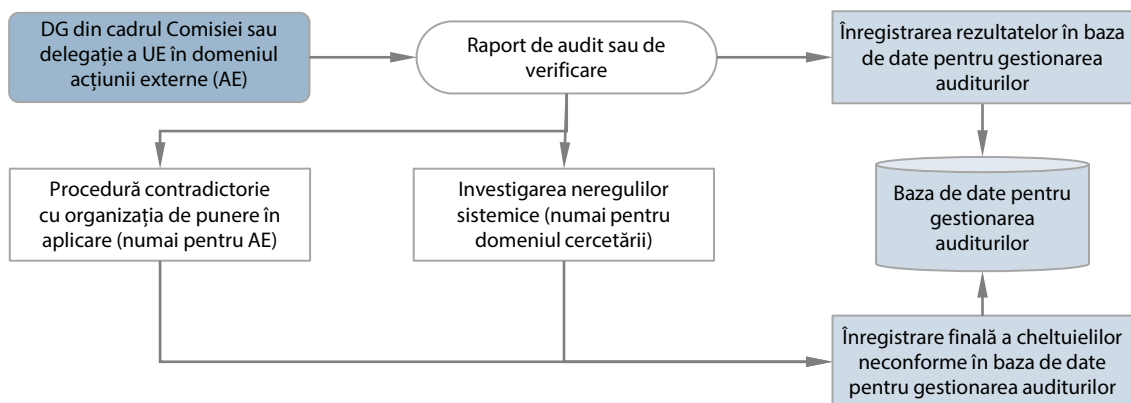 DG din cadrul Comisiei sau
delegație a UE în domeniul
acțiunii externe (AE)
Raport de audit sau de
verificare
Înregistrarea rezultatelor în baza
de date pentru gestionarea
auditurilor
Procedură contradictorie
cu organizația de punere în
aplicare (numai pentru AE)
Investigarea neregulilor
sistemice (numai pentru
domeniul cercetării)
Baza de date pentru
gestionarea
auditurilor
Înregistrare finală a cheltuielilor
neconforme în baza de date
pentru gestionarea auditurilor